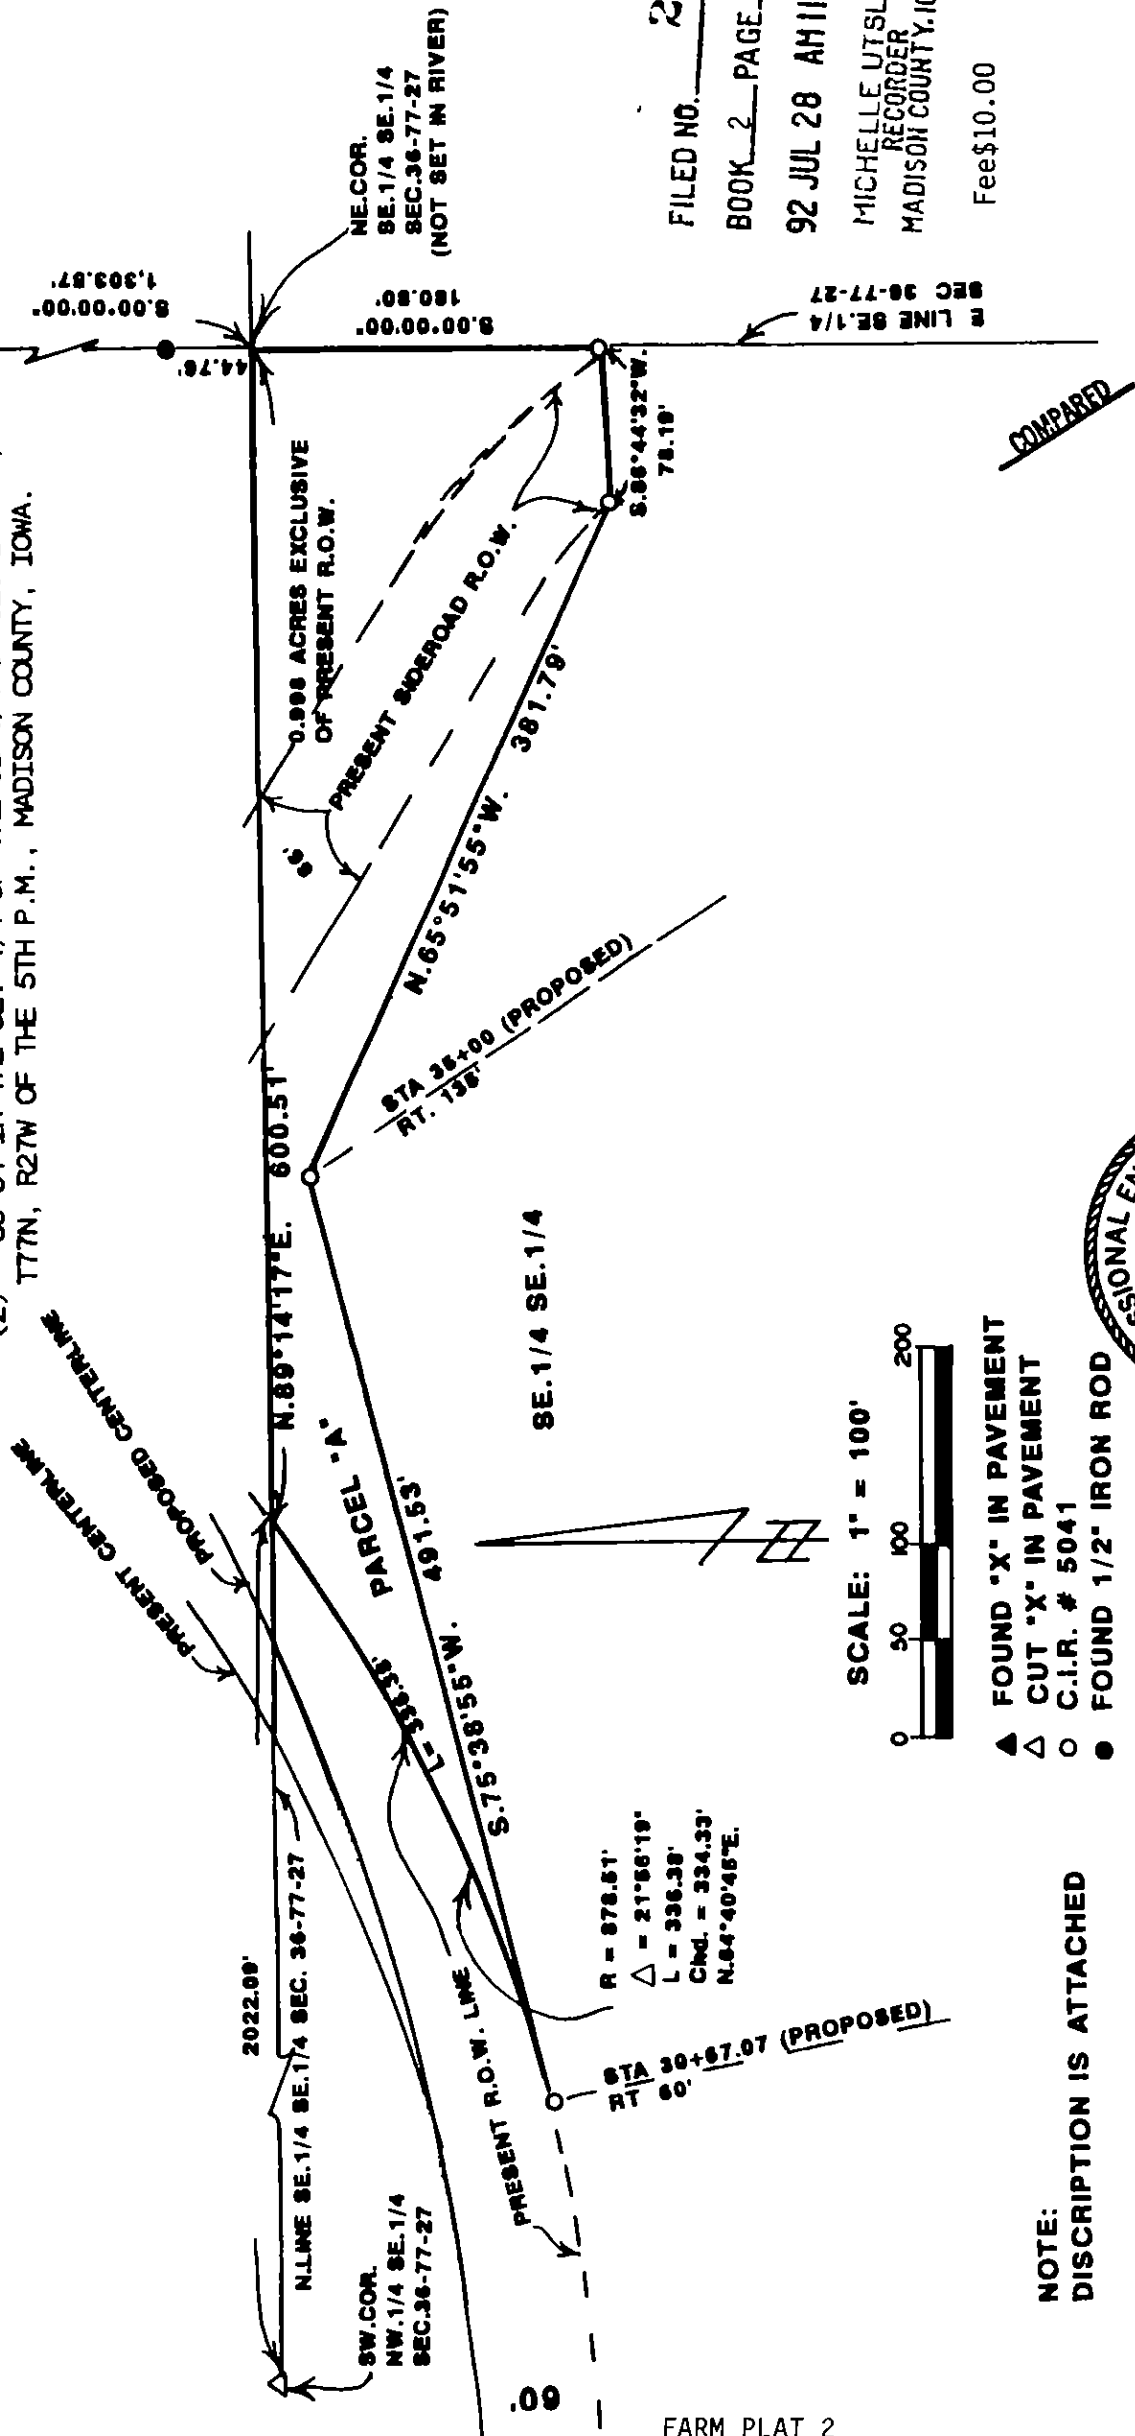 T77N, R27W OF THE 5TH P.M., MADISON COUNTY, IOWA.
PRESENT CENTERLINE
PROPOSED CENTERLINE
PROPOSED
PRESENT
2022.09'
N.LINE SE.1/4 SE.1/4 SEC. 36-77-27
SW.COR.
NW.1/4 SE.1/4
SEC.36-77-27
60'
PRESENT R.O.W. LINE
N.89°14'17"E. 600.51'
PARCEL "A"
L= 336.38'
S.75°38'55"W. 491.53'
R = 878.51'
△ = 21°56'19"
L = 336.38'
Chd. = 334.33'
N.64°40'45"E.
STA 30+67.07 (PROPOSED)
RT 60'
STA 35+00 (PROPOSED)
RT. 135'
N.65°51'55"W. 381.79'
66'
PRESENT SIDEROAD R.O.W.
0.998 ACRES EXCLUSIVE
OF PRESENT R.O.W.
S.86°44'32"W.
78.19'
44.76'
S.00°00'00"
1,303.87'
S.00°00'00"
180.80'
E LINE SE.1/4
SEC 36-77-27
NE.COR.
SE.1/4 SE.1/4
SEC.36-77-27
(NOT SET IN RIVER)
SE.1/4 SE.1/4
SCALE: 1" = 100'
0 50 100 200
▲ FOUND "X" IN PAVEMENT
△ CUT "X" IN PAVEMENT
○ C.I.R. # 5041
● FOUND 1/2" IRON ROD
NOTE:
DISCRIPTION IS ATTACHED
COMPARED
FILED NO. 2
BOOK 2 PAGE
92 JUL 28 AM 11
MICHELLE UTSL
RECORDER
MADISON COUNTY, IO
Fee $10.00
FARM PLAT 2